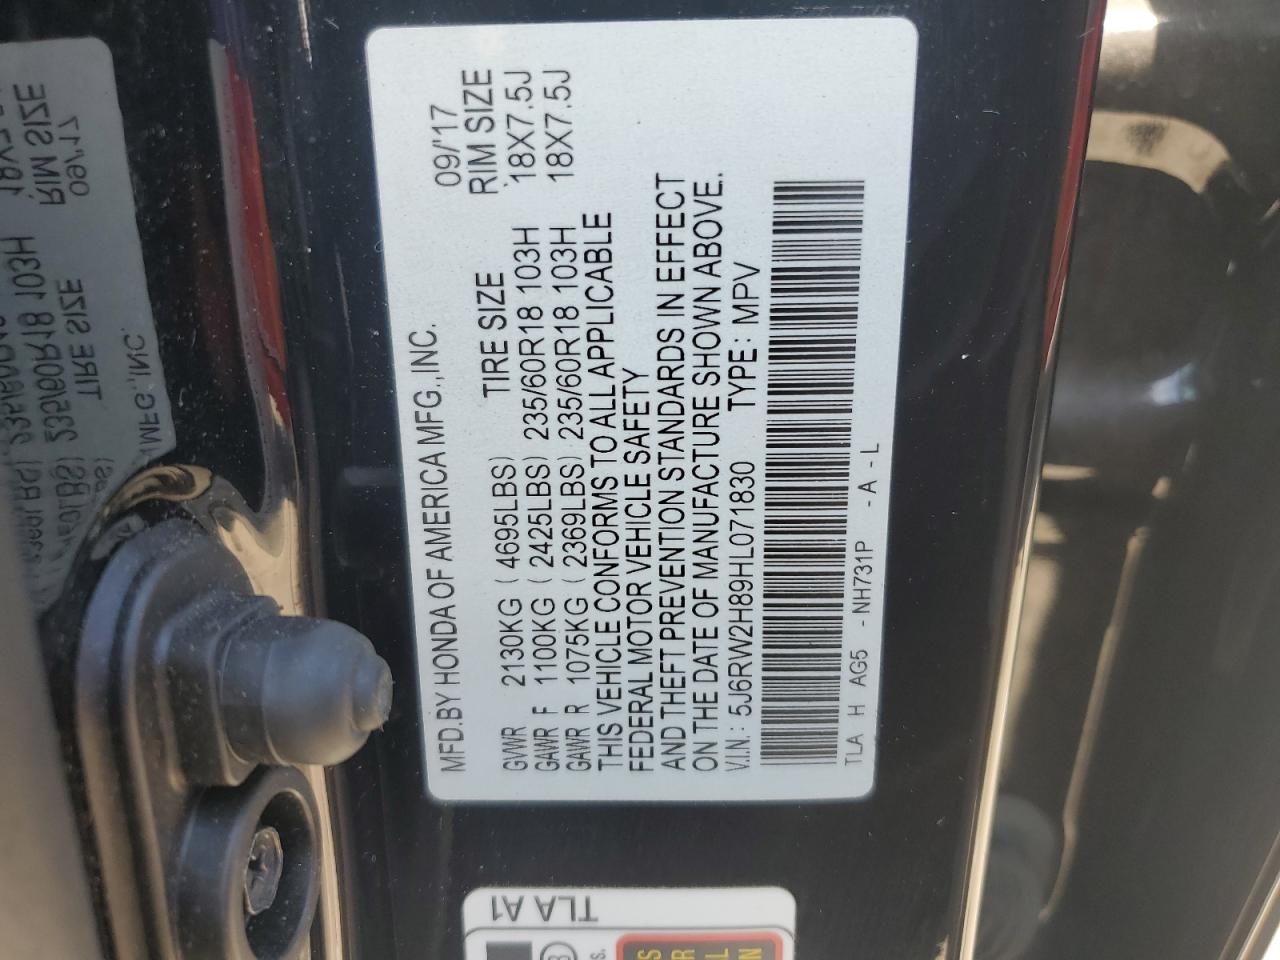 MFD.BY HONDA OF AMERICA MFG.,INC. 09/'17
TIRE SIZE RIM SIZE
GVWR 2130KG ( 4695LBS)
GAWR F 1100KG ( 2425LBS) 235/60R18 103H 18X7.5J
GAWR R 1075KG ( 2369LBS) 235/60R18 103H 18X7.5J
THIS VEHICLE CONFORMS TO ALL APPLICABLE
FEDERAL MOTOR VEHICLE SAFETY
AND THEFT PREVENTION STANDARDS IN EFFECT
ON THE DATE OF MANUFACTURE SHOWN ABOVE.
V.I.N.: 5J6RW2H89HL071830 TYPE: MPV
TLA H AG5 - NH731P - A - L
TLA A1